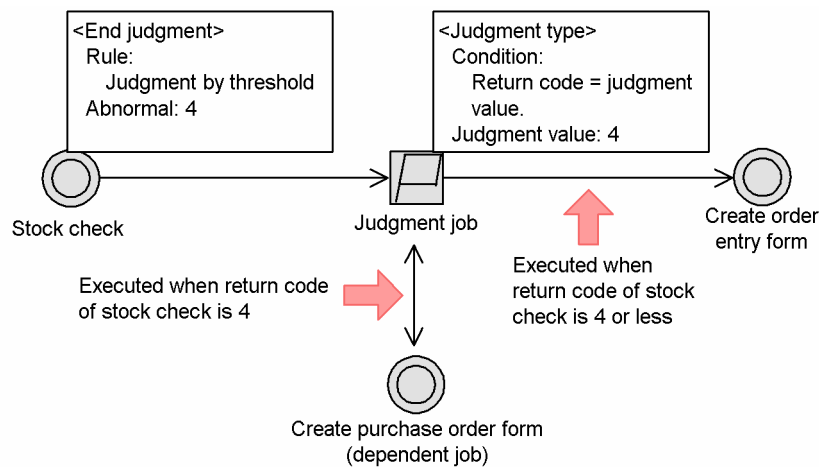 <End judgment>
Rule:
Judgment by threshold
Abnormal: 4
<Judgment type>
Condition:
Return code = judgment
value.
Judgment value: 4
Stock check
Judgment job
Create order
entry form
Executed when return code
of stock check is 4
Executed when
return code of stock
check is 4 or less
Create purchase order form
(dependent job)